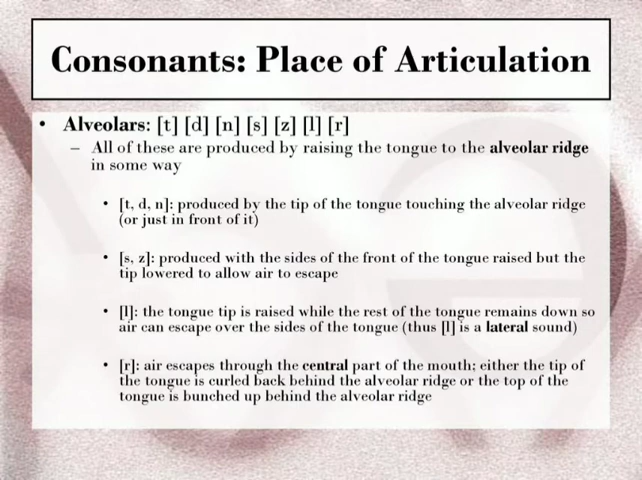 Consonants: Place of Articulation
• Alveolars: [t] [d] [n] [s] [z] [l] [r]
– All of these are produced by raising the tongue to the alveolar ridge
in some way
• [t, d, n]: produced by the tip of the tongue touching the alveolar ridge
(or just in front of it)
• [s, z]: produced with the sides of the front of the tongue raised but the
tip lowered to allow air to escape
• [l]: the tongue tip is raised while the rest of the tongue remains down so
air can escape over the sides of the tongue (thus [l] is a lateral sound)
• [r]: air escapes through the central part of the mouth; either the tip of
the tongue is curled back behind the alveolar ridge or the top of the
tongue is bunched up behind the alveolar ridge